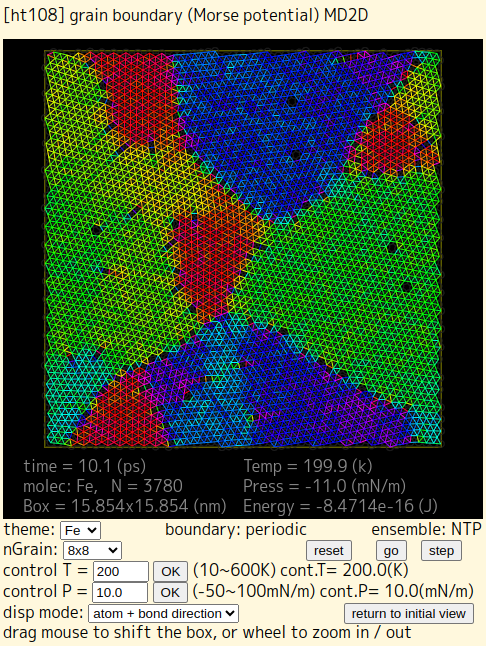 [ht108] grain boundary (Morse potential) MD2D
time = 10.1 (ps) Temp = 199.9 (k)
molec: Fe, N = 3780 Press = -11.0 (mN/m)
Box = 15.854x15.854 (nm) Energy = -8.4714e-16 (J)
theme: Fe boundary: periodic ensemble: NTP
nGrain: 8x8 reset go step
control T = 200 OK (10~600K) cont.T= 200.0(K)
control P = 10.0 OK (-50~100mN/m) cont.P= 10.0(mN/m)
disp mode: atom + bond direction return to initial view
drag mouse to shift the box, or wheel to zoom in / out